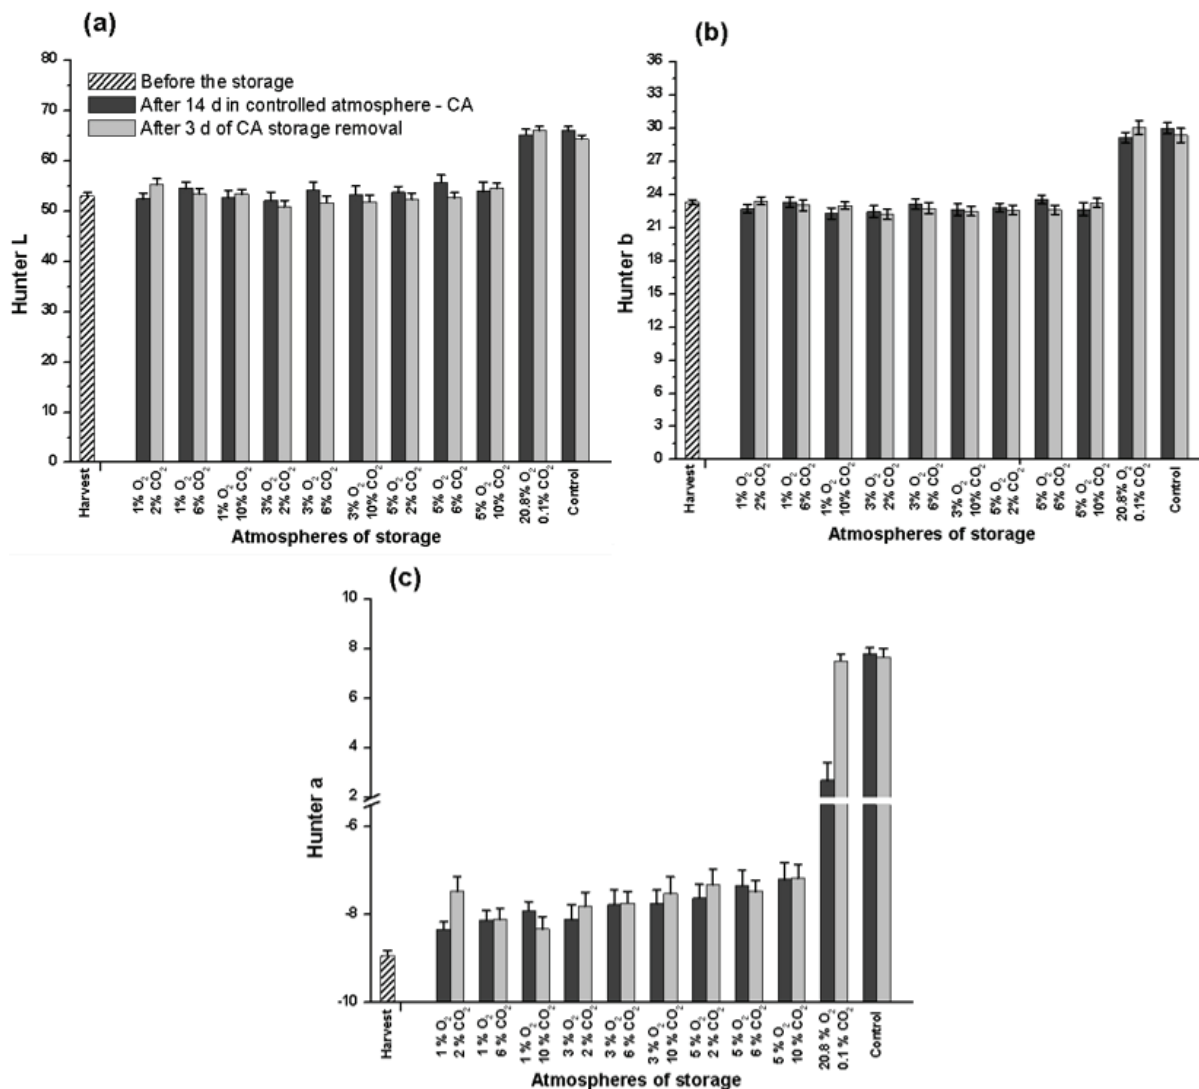 (a)
80
70
60
50
40
30
20
10
0
Hunter L
Before the storage
After 14 d in controlled atmosphere - CA
After 3 d of CA storage removal
Harvest
1% O2
2% CO2
1% O2
6% CO2
1% O2
10% CO2
3% O2
2% CO2
3% O2
6% CO2
3% O2
10% CO2
5% O2
2% CO2
5% O2
6% CO2
5% O2
10% CO2
20.8% O2
0.1% CO2
Control
Atmospheres of storage
(b)
36
33
30
27
24
21
18
15
12
9
6
3
0
Hunter b
Harvest
1% O2
2% CO2
1% O2
6% CO2
1% O2
10% CO2
3% O2
2% CO2
3% O2
6% CO2
3% O2
10% CO2
5% O2
2% CO2
5% O2
6% CO2
5% O2
10% CO2
20.8% O2
0.1% CO2
Control
Atmospheres of storage
(c)
10
8
6
4
2
-6
-8
-10
Hunter a
Harvest
1 % O2
2 % CO2
1 % O2
6 % CO2
1 % O2
10 % CO2
3 % O2
2 % CO2
3 % O2
6 % CO2
3 % O2
10 % CO2
5 % O2
2 % CO2
5 % O2
6 % CO2
5 % O2
10 % CO2
20.8 % O2
0.1 % CO2
Control
Atmospheres of storage